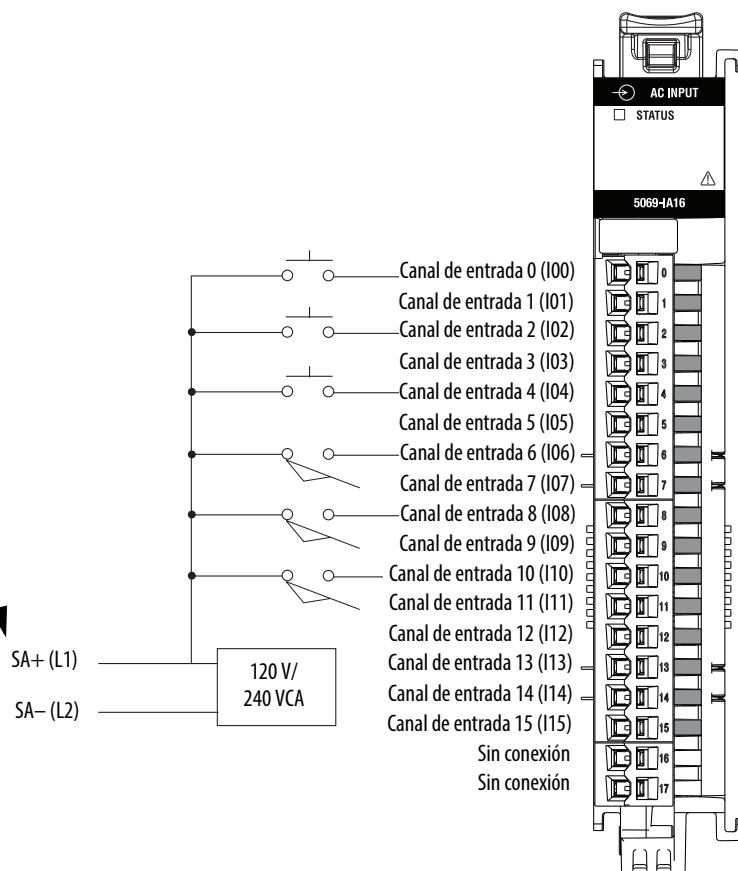 AC INPUT
STATUS
5069-IA16
Canal de entrada 0 (I00)
Canal de entrada 1 (I01)
Canal de entrada 2 (I02)
Canal de entrada 3 (I03)
Canal de entrada 4 (I04)
Canal de entrada 5 (I05)
Canal de entrada 6 (I06)
Canal de entrada 7 (I07)
Canal de entrada 8 (I08)
Canal de entrada 9 (I09)
Canal de entrada 10 (I10)
Canal de entrada 11 (I11)
Canal de entrada 12 (I12)
Canal de entrada 13 (I13)
Canal de entrada 14 (I14)
Canal de entrada 15 (I15)
Sin conexión
Sin conexión
0
1
2
3
4
5
6
7
8
9
10
11
12
13
14
15
16
17
SA+ (L1)
SA– (L2)
120 V/
240 VCA